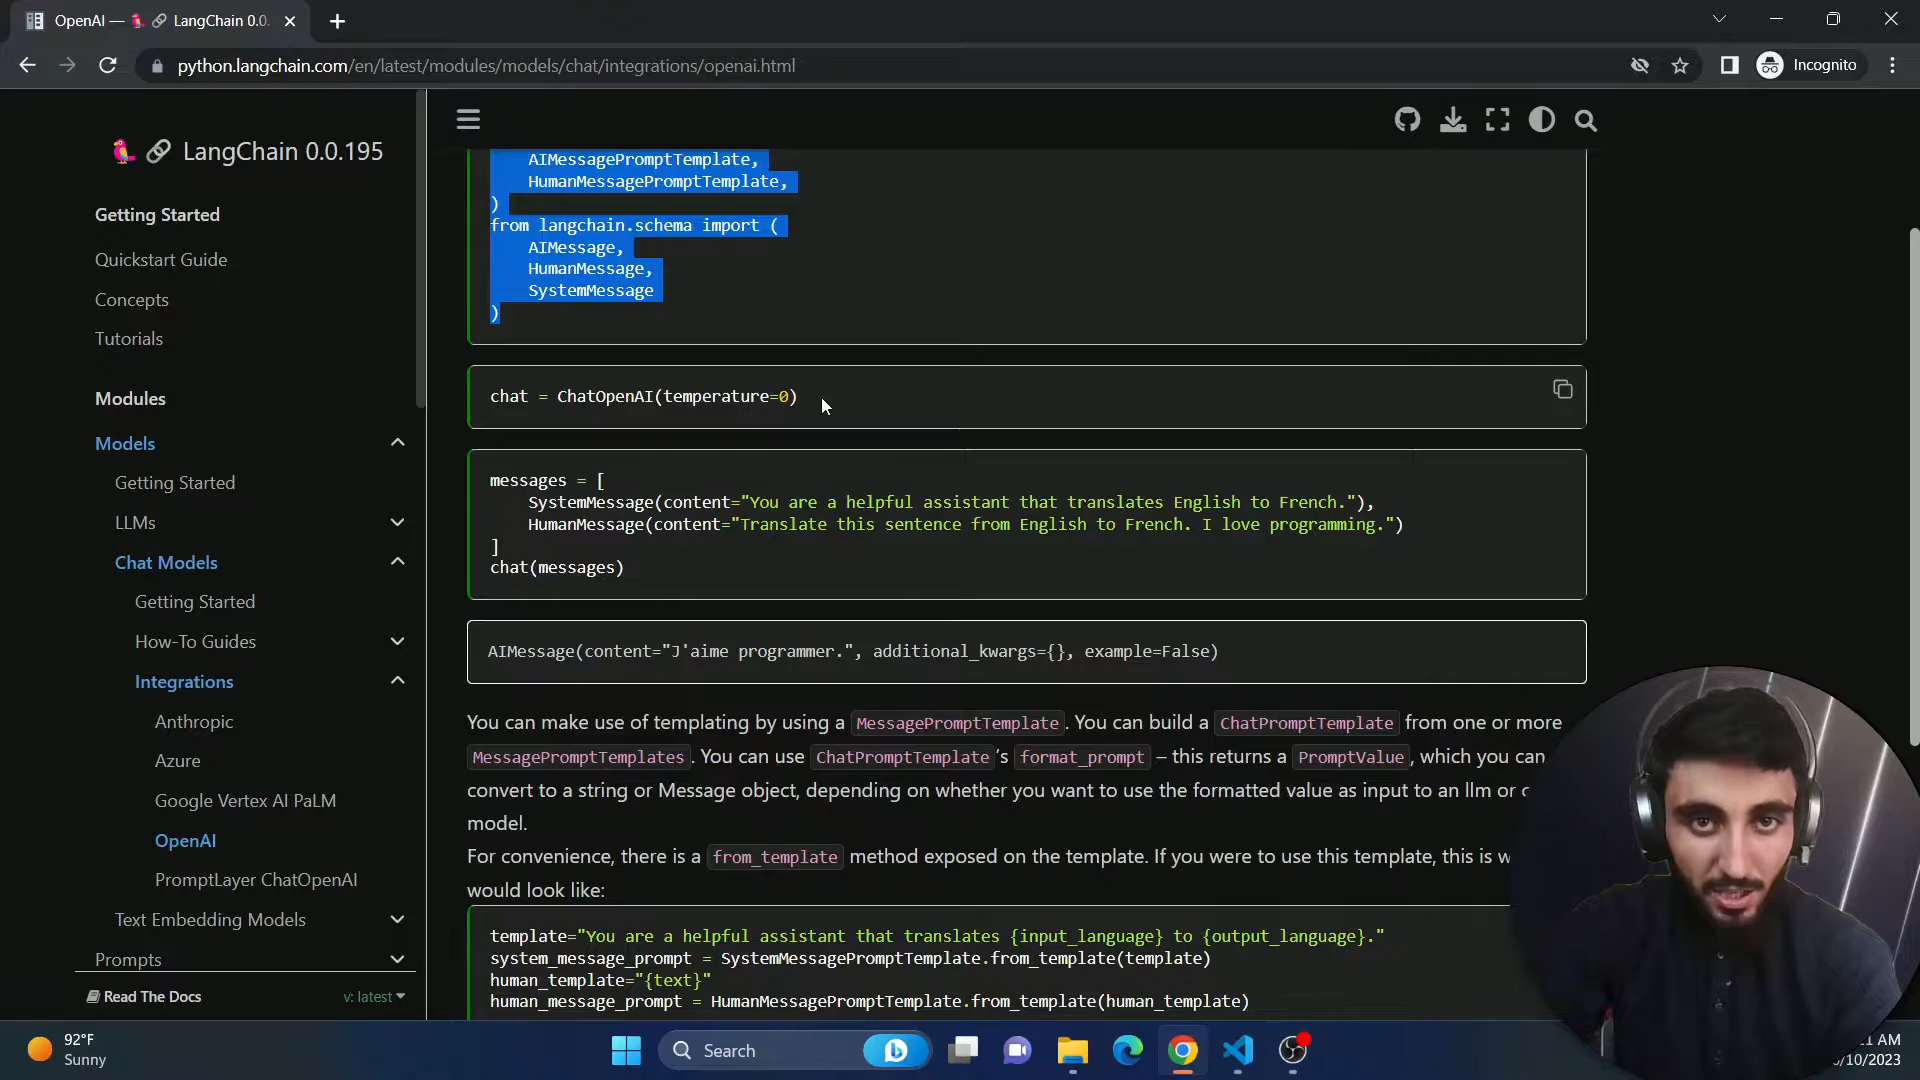 OpenAI — LangChain 0.0.
python.langchain.com/en/latest/modules/models/chat/integrations/openai.html
Incognito
LangChain 0.0.195
Getting Started
Quickstart Guide
Concepts
Tutorials
Modules
Models
Getting Started
LLMs
Chat Models
Getting Started
How-To Guides
Integrations
Anthropic
Azure
Google Vertex AI PaLM
OpenAI
PromptLayer ChatOpenAI
Text Embedding Models
Prompts
Read The Docs
v: latest
AIMessagePromptTemplate,
HumanMessagePromptTemplate,
)
from langchain.schema import (
AIMessage,
HumanMessage,
SystemMessage
)
chat = ChatOpenAI(temperature=0)
messages = [
SystemMessage(content="You are a helpful assistant that translates English to French."),
HumanMessage(content="Translate this sentence from English to French. I love programming.")
]
chat(messages)
AIMessage(content="J'aime programmer.", additional_kwargs={}, example=False)
You can make use of templating by using a MessagePromptTemplate. You can build a ChatPromptTemplate from one or more
MessagePromptTemplates. You can use ChatPromptTemplate's format_prompt – this returns a PromptValue, which you can
convert to a string or Message object, depending on whether you want to use the formatted value as input to an llm or
model.
For convenience, there is a from_template method exposed on the template. If you were to use this template, this is
would look like:
template="You are a helpful assistant that translates {input_language} to {output_language}."
system_message_prompt = SystemMessagePromptTemplate.from_template(template)
human_template="{text}"
human_message_prompt = HumanMessagePromptTemplate.from_template(human_template)
92°F
Sunny
Search
AM
/10/2023